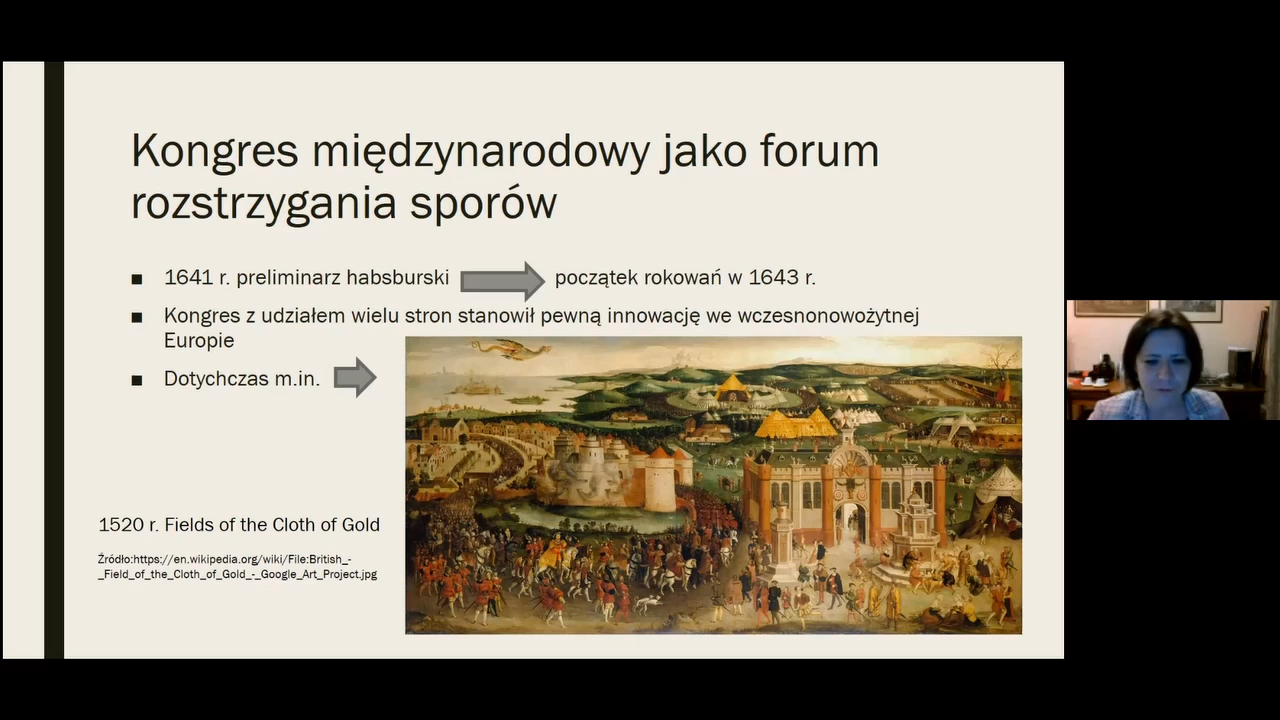 Kongres międzynarodowy jako forum
rozstrzygania sporów
■ 1641 r. preliminarz habsburski początek rokowań w 1643 r.
■ Kongres z udziałem wielu stron stanowił pewną innowację we wczesnonowożytnej
Europie
■ Dotychczas m.in.
1520 r. Fields of the Cloth of Gold
Źródło:https://en.wikipedia.org/wiki/File:British_-
_Field_of_the_Cloth_of_Gold_-_Google_Art_Project.jpg